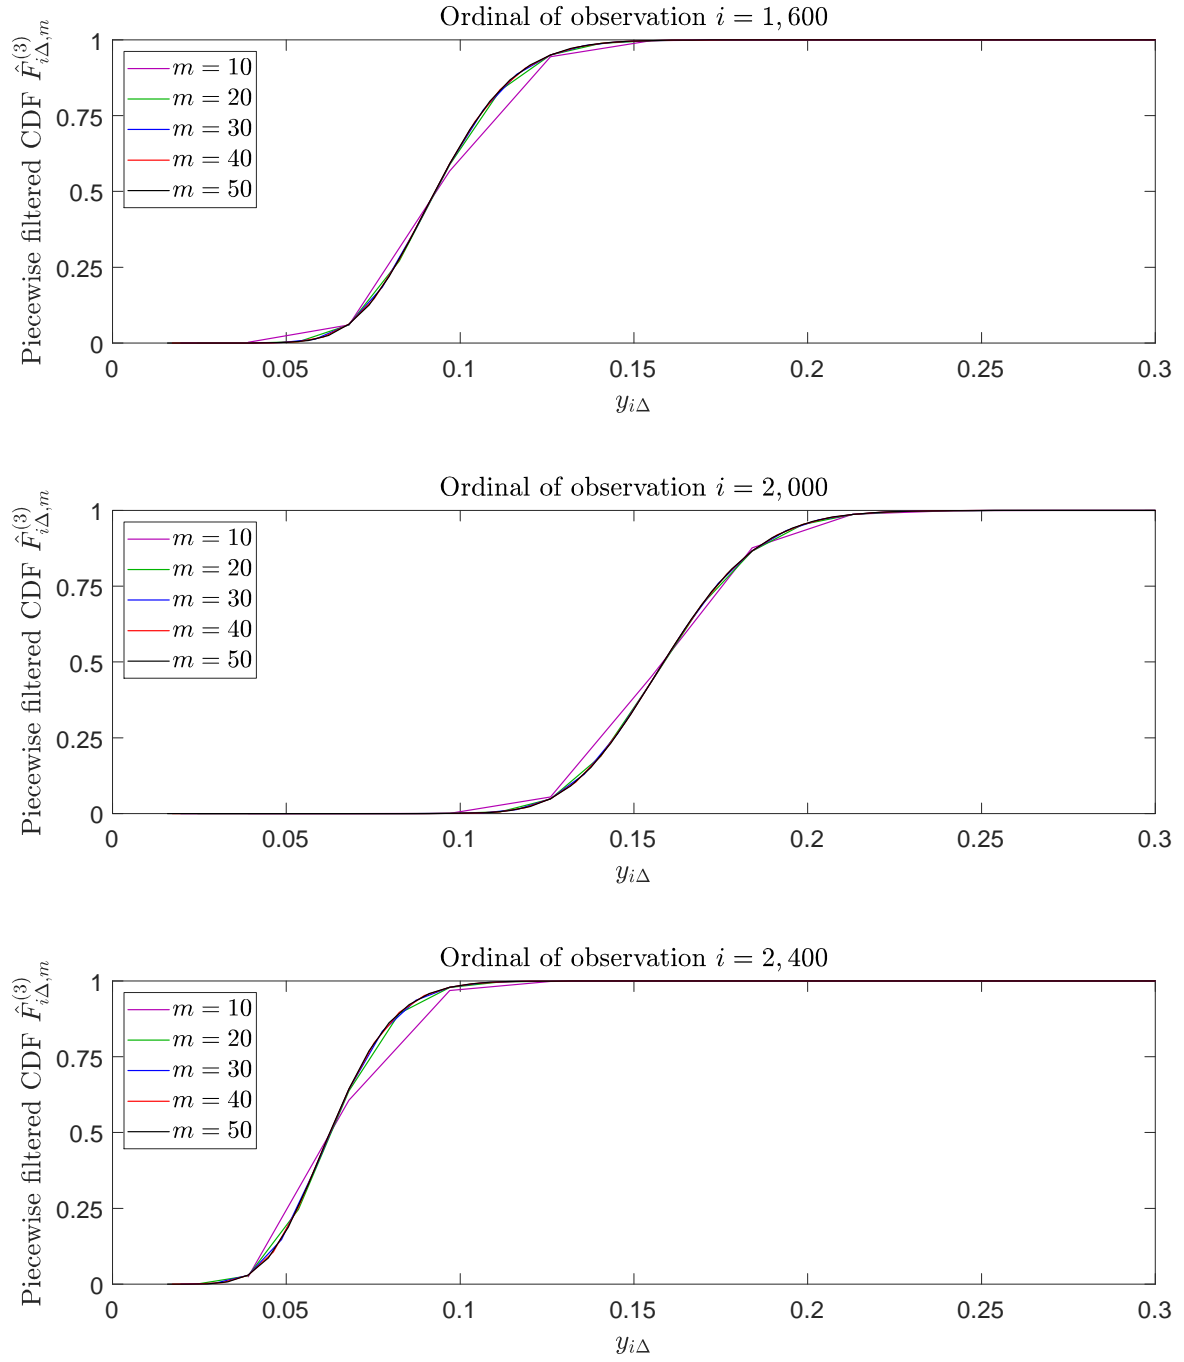 Ordinal of observation i = 1, 600
Piecewise filtered CDF F̂^{(3)}_{iΔ,m}
1
0.75
0.5
0.25
0
m = 10
m = 20
m = 30
m = 40
m = 50
0 0.05 0.1 0.15 0.2 0.25 0.3
y_{iΔ}
Ordinal of observation i = 2, 000
Piecewise filtered CDF F̂^{(3)}_{iΔ,m}
1
0.75
0.5
0.25
0
m = 10
m = 20
m = 30
m = 40
m = 50
0 0.05 0.1 0.15 0.2 0.25 0.3
y_{iΔ}
Ordinal of observation i = 2, 400
Piecewise filtered CDF F̂^{(3)}_{iΔ,m}
1
0.75
0.5
0.25
0
m = 10
m = 20
m = 30
m = 40
m = 50
0 0.05 0.1 0.15 0.2 0.25 0.3
y_{iΔ}